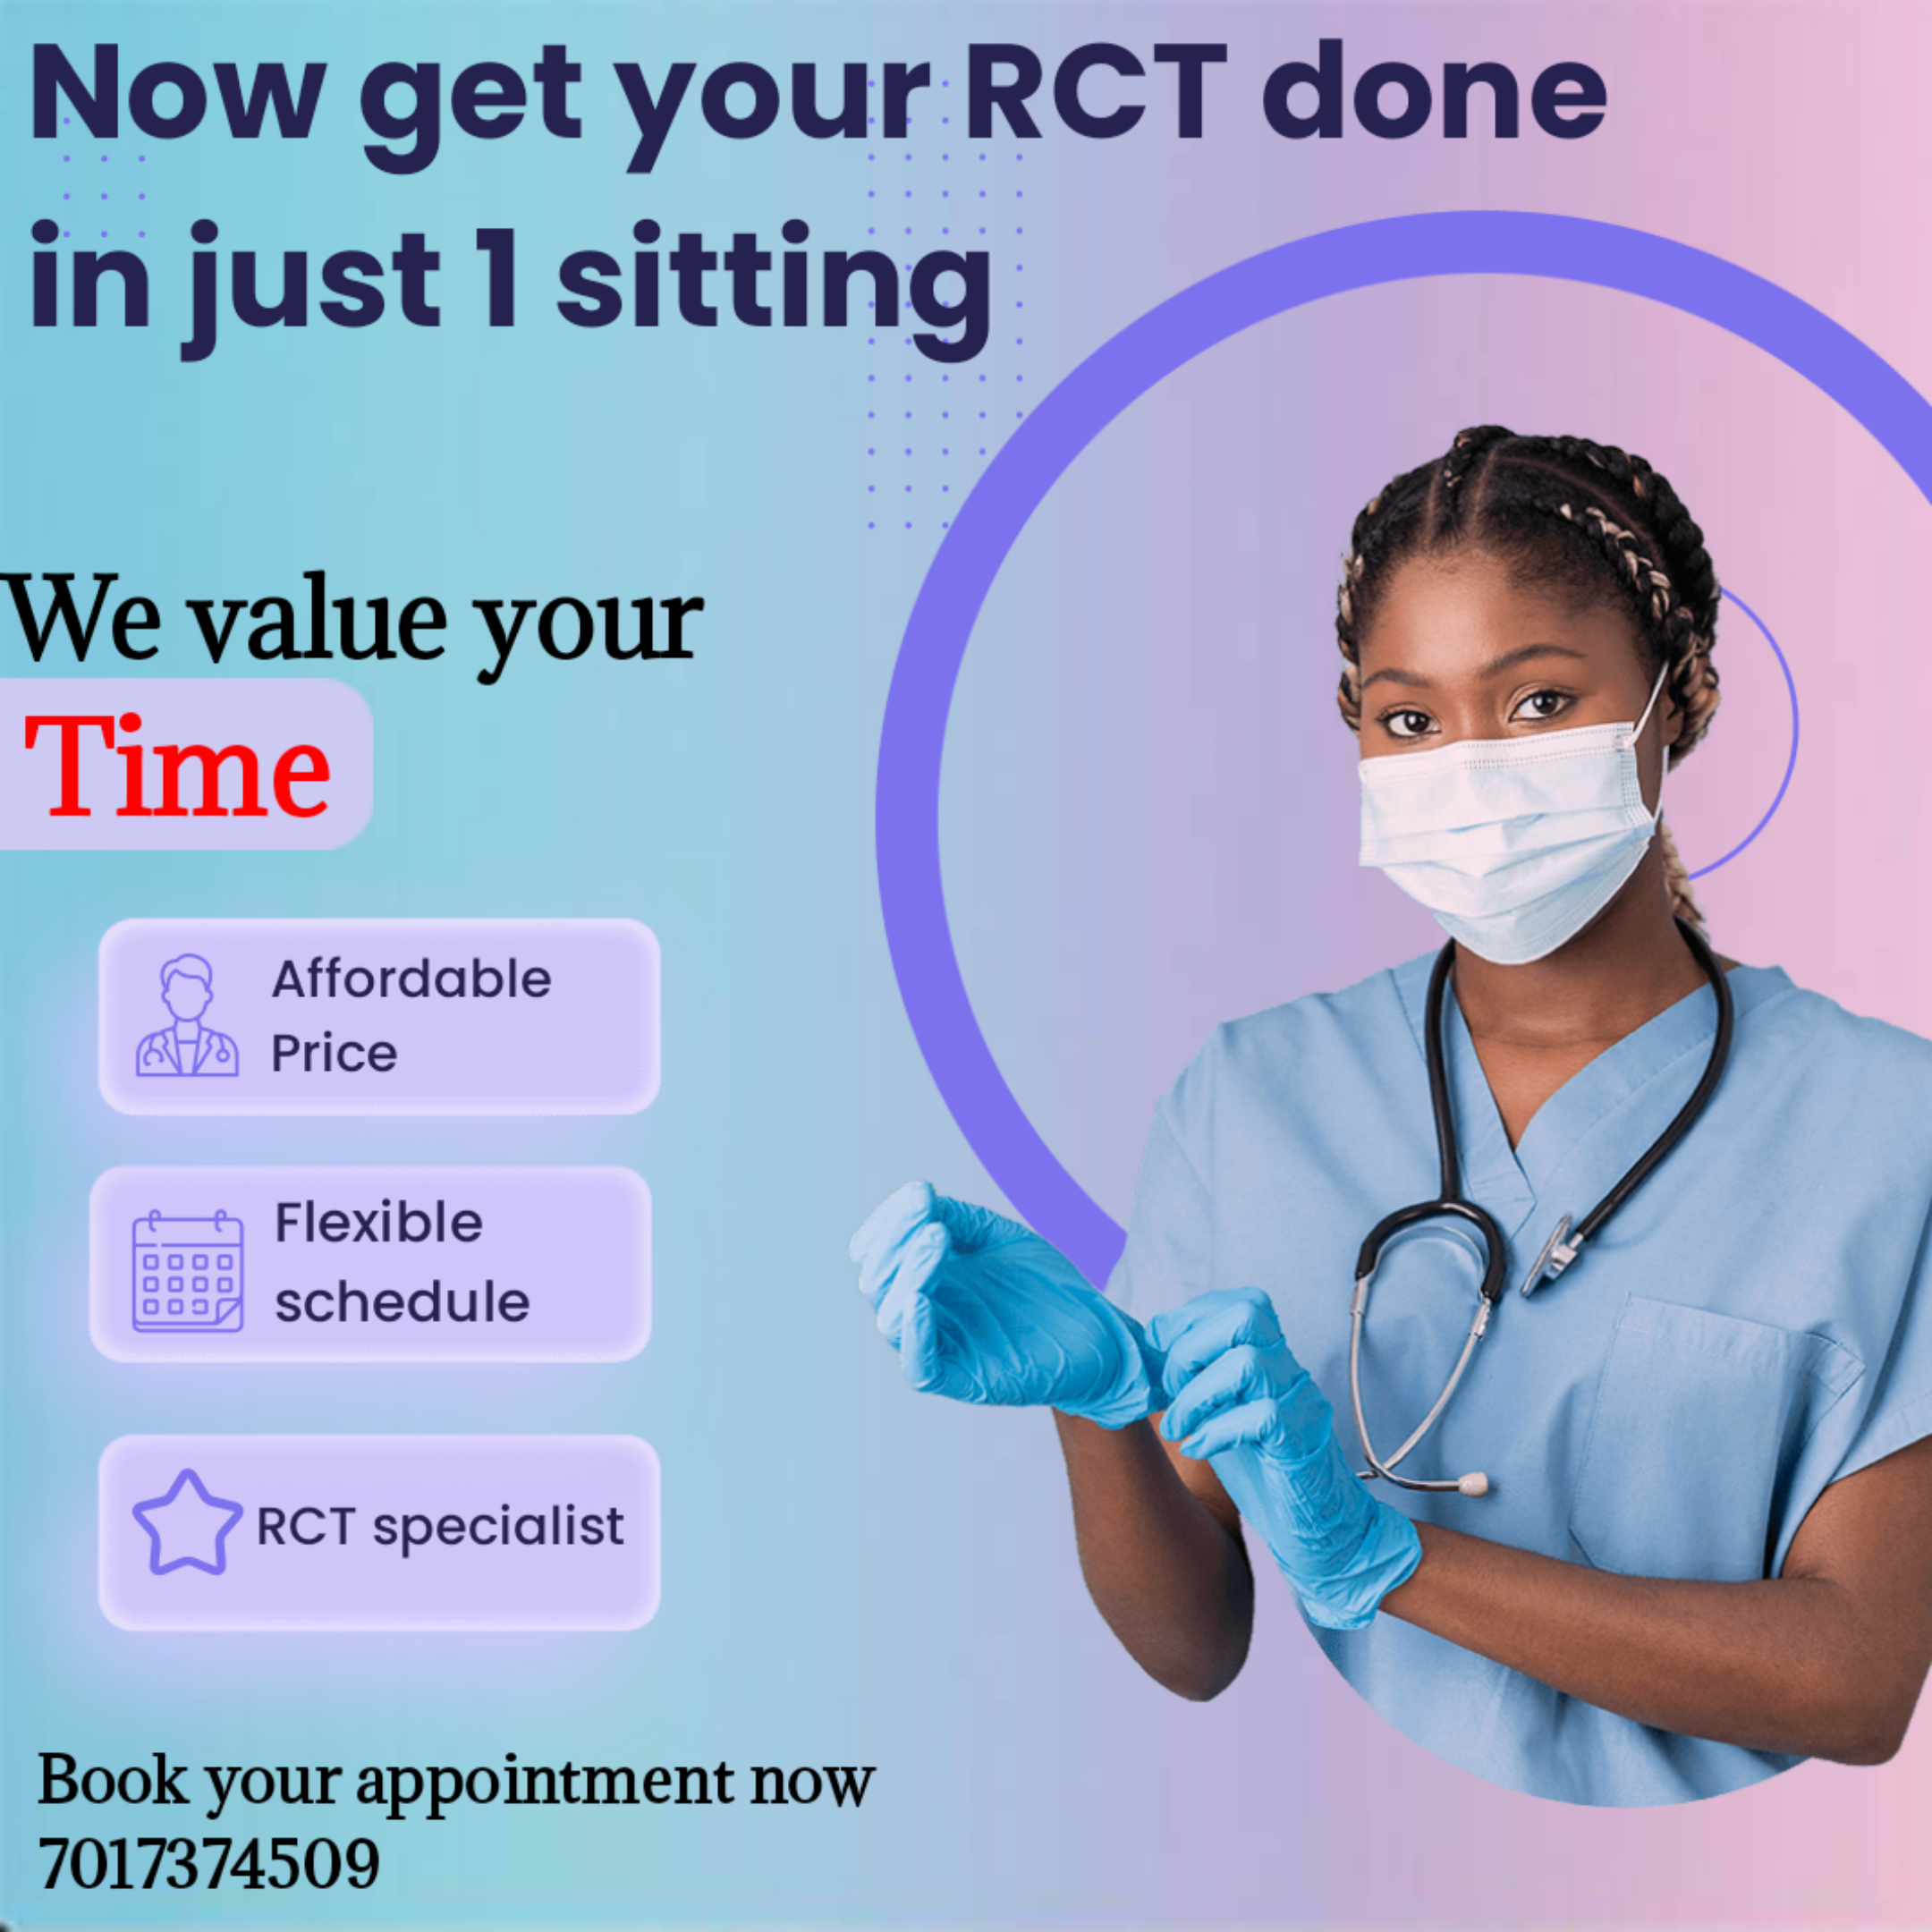 Now get your RCT done
in just 1 sitting
We value your
Time
Affordable
Price
Flexible
schedule
RCT specialist
Book your appointment now
7017374509